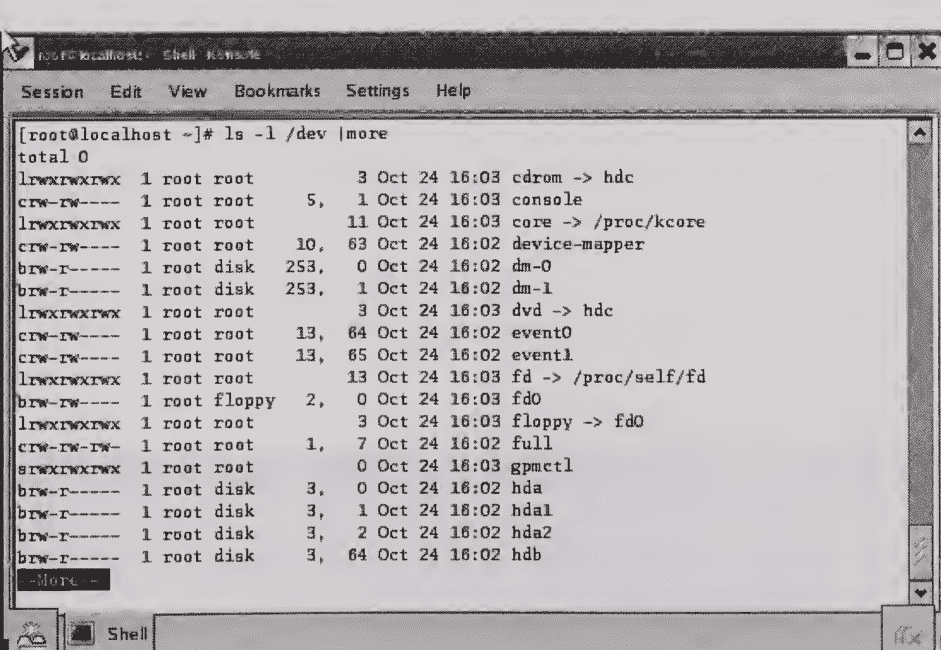 root@localhost:~ Shell - Konsole
Session Edit View Bookmarks Settings Help
[root@localhost ~]# ls -l /dev |more
total 0
lrwxrwxrwx 1 root root 3 Oct 24 16:03 cdrom -> hdc
crw-rw---- 1 root root 5, 1 Oct 24 16:03 console
lrwxrwxrwx 1 root root 11 Oct 24 16:03 core -> /proc/kcore
crw-rw---- 1 root root 10, 63 Oct 24 16:02 device-mapper
brw-r----- 1 root disk 253, 0 Oct 24 16:02 dm-0
brw-r----- 1 root disk 253, 1 Oct 24 16:02 dm-1
lrwxrwxrwx 1 root root 3 Oct 24 16:03 dvd -> hdc
crw-rw---- 1 root root 13, 64 Oct 24 16:02 event0
crw-rw---- 1 root root 13, 65 Oct 24 16:02 event1
lrwxrwxrwx 1 root root 13 Oct 24 16:03 fd -> /proc/self/fd
brw-rw---- 1 root floppy 2, 0 Oct 24 16:03 fd0
lrwxrwxrwx 1 root root 3 Oct 24 16:03 floppy -> fd0
crw-rw-rw- 1 root root 1, 7 Oct 24 16:02 full
srwxrwxrwx 1 root root 0 Oct 24 16:03 gpmctl
brw-r----- 1 root disk 3, 0 Oct 24 16:02 hda
brw-r----- 1 root disk 3, 1 Oct 24 16:02 hda1
brw-r----- 1 root disk 3, 2 Oct 24 16:02 hda2
brw-r----- 1 root disk 3, 64 Oct 24 16:02 hdb
--More--
Shell